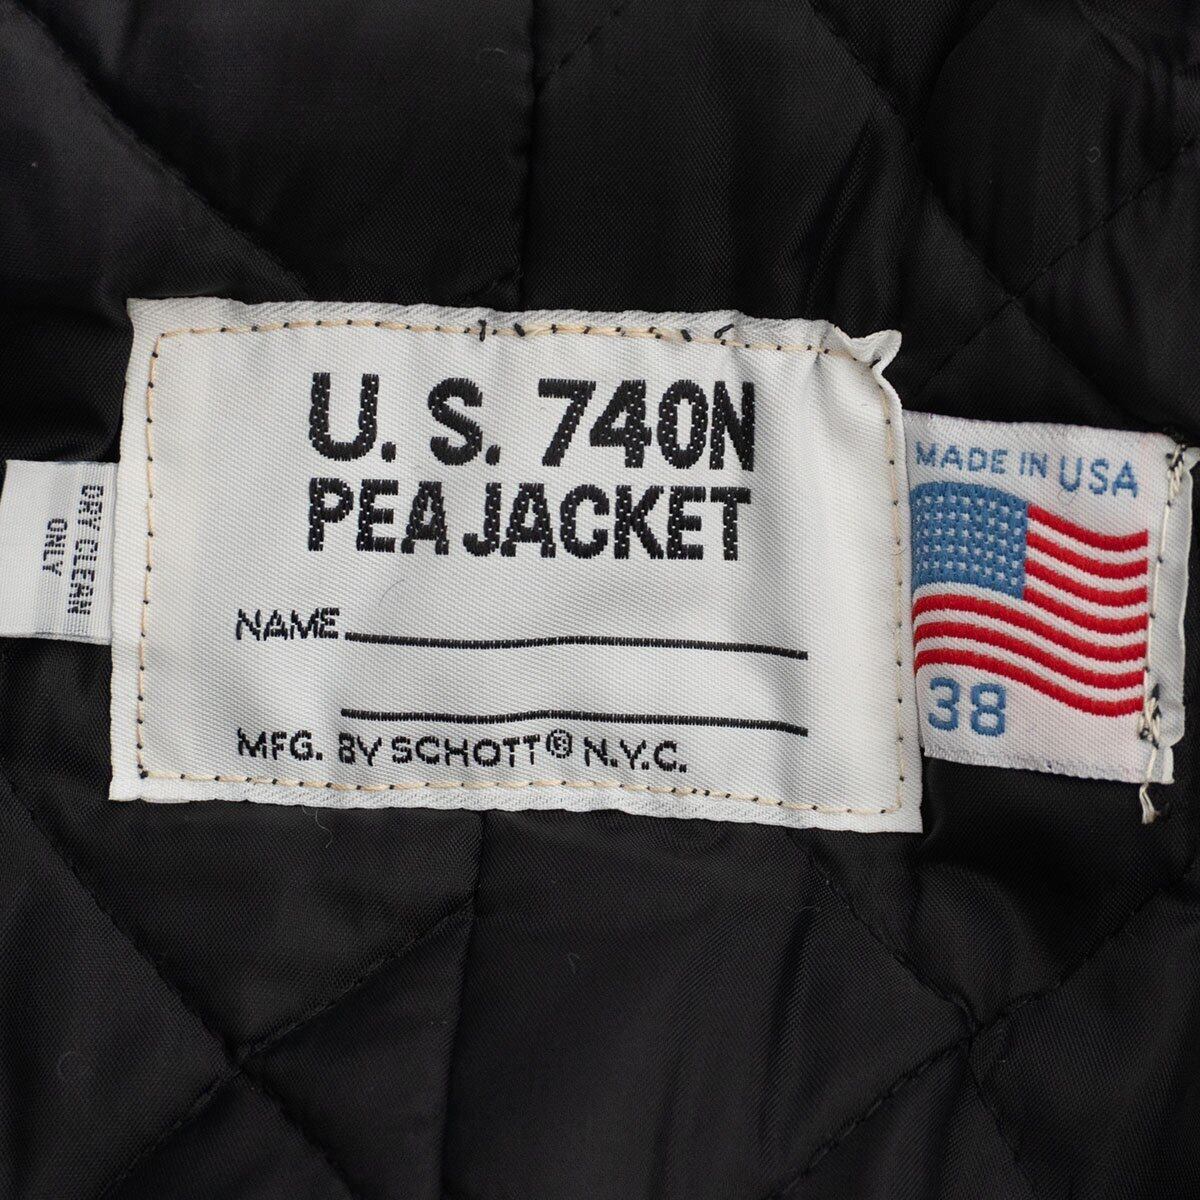 U. S. 740N
PEA JACKET
NAME
MFG. BY SCHOTT® N.Y.C.
DRY CLEAN
ONLY
MADE IN USA
38